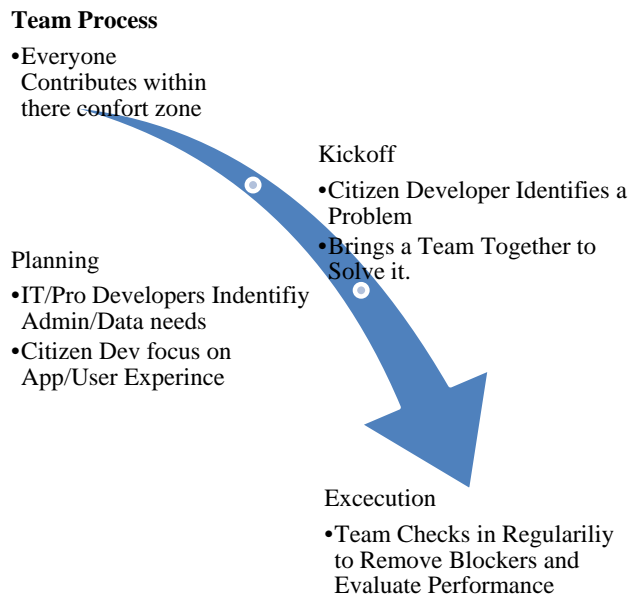 Team Process
•Everyone
Contributes within
there confort zone
Kickoff
•Citizen Developer Identifies a
Problem
•Brings a Team Together to
Solve it.
Planning
•IT/Pro Developers Indentifiy
Admin/Data needs
•Citizen Dev focus on
App/User Experince
Excecution
•Team Checks in Regulariliy
to Remove Blockers and
Evaluate Performance